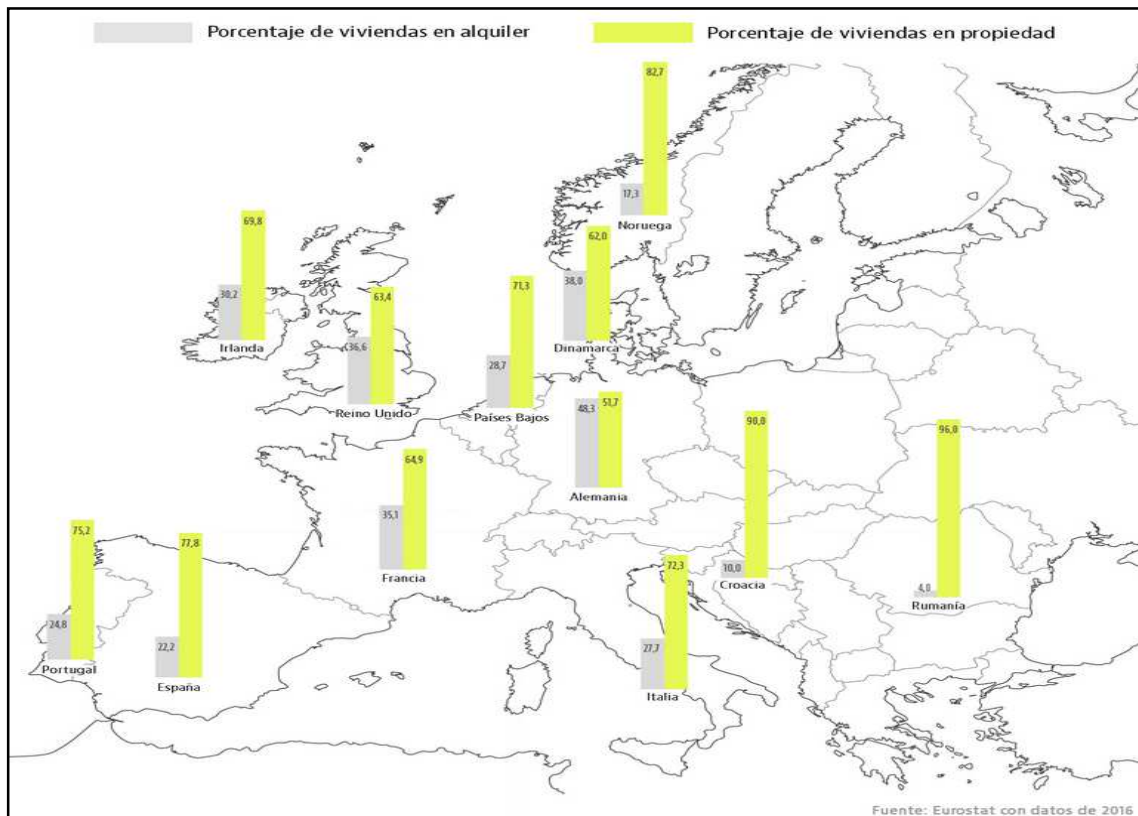 Porcentaje de viviendas en alquiler
Porcentaje de viviendas en propiedad
82,7
17,3
Noruega
69,8
30,2
Irlanda
62,0
38,0
Dinamarca
63,4
36,6
Reino Unido
71,3
28,7
Países Bajos
51,7
48,3
Alemania
90,0
10,0
Croacia
96,0
4,0
Rumanía
64,9
35,1
Francia
75,2
24,8
Portugal
77,8
22,2
España
72,3
27,7
Italia
Fuente: Eurostat con datos de 2016